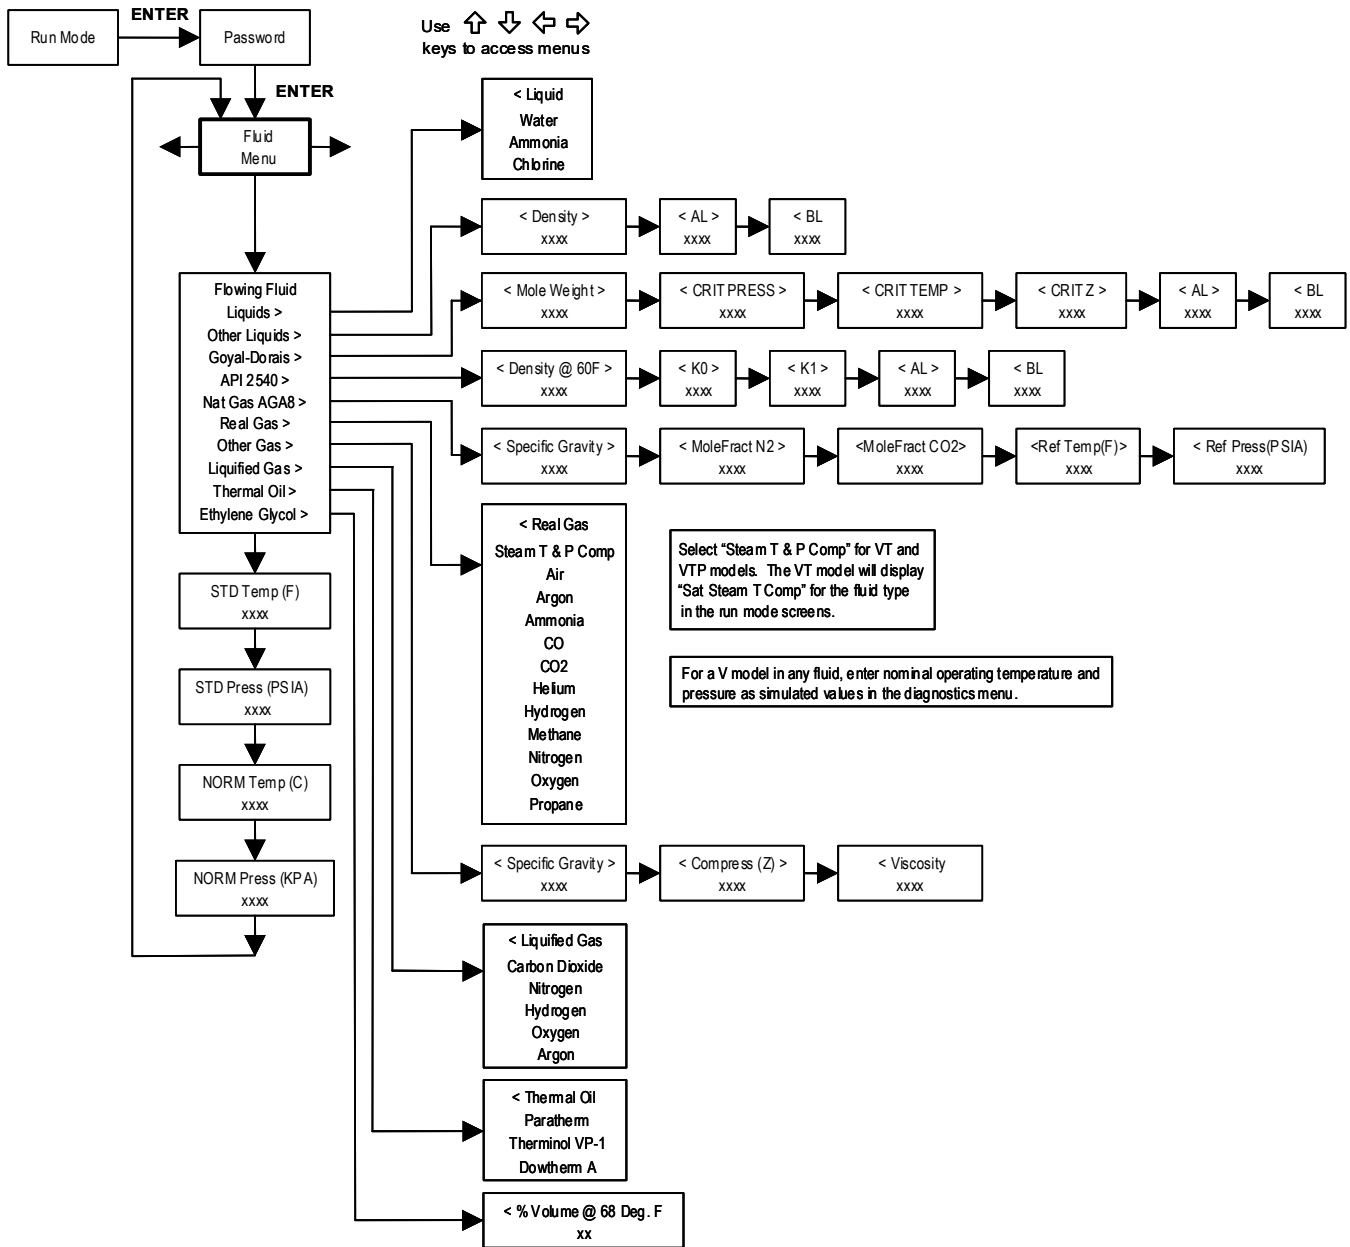 Run Mode
ENTER
Password
ENTER
Use
keys to access menus
Fluid
Menu
< Liquid
Water
Ammonia
Chlorine
< Density >
xxxx
< AL >
xxxx
< BL
xxxx
Flowing Fluid
Liquids >
Other Liquids >
Goyal-Dorais >
API 2540 >
Nat Gas AGA8 >
Real Gas >
Other Gas >
Liquified Gas >
Thermal Oil >
Ethylene Glycol >
< Mole Weight >
xxxx
< CRIT PRESS >
xxxx
< CRIT TEMP >
xxxx
< CRIT Z >
xxxx
< AL >
xxxx
< BL
xxxx
< Density @ 60F >
xxxx
< K0 >
xxxx
< K1 >
xxxx
< AL >
xxxx
< BL
xxxx
< Specific Gravity >
xxxx
< MoleFract N2 >
xxxx
<MoleFract CO2>
xxxx
<Ref Temp(F)>
xxxx
< Ref Press(PSIA)
xxxx
< Real Gas
Steam T & P Comp
Air
Argon
Ammonia
CO
CO2
Helium
Hydrogen
Methane
Nitrogen
Oxygen
Propane
Select “Steam T & P Comp” for VT and
VTP models. The VT model will display
“Sat Steam T Comp” for the fluid type
in the run mode screens.
For a V model in any fluid, enter nominal operating temperature and
pressure as simulated values in the diagnostics menu.
STD Temp (F)
xxxx
STD Press (PSIA)
xxxx
NORM Temp (C)
xxxx
NORM Press (KPA)
xxxx
< Specific Gravity >
xxxx
< Compress (Z) >
xxxx
< Viscosity
xxxx
< Liquified Gas
Carbon Dioxide
Nitrogen
Hydrogen
Oxygen
Argon
< Thermal Oil
Paratherm
Therminol VP-1
Dowtherm A
< % Volume @ 68 Deg. F
xx